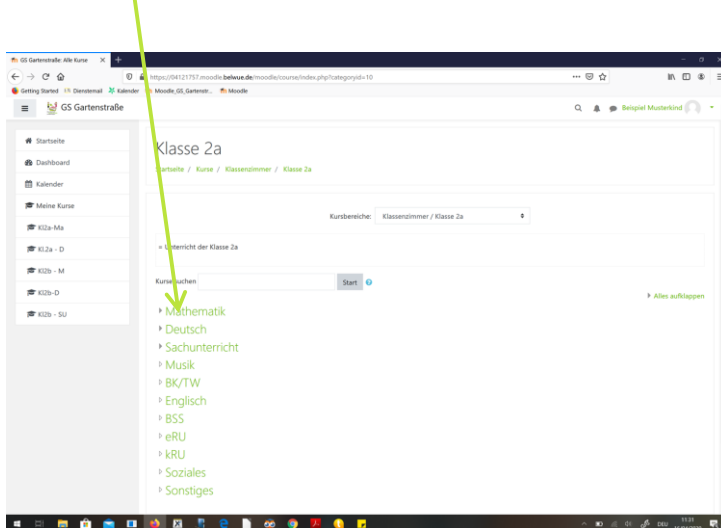 GS Gartenstraße: Alle Kurse
https://04121757.moodle.belwue.de/moodle/course/index.php?categoryid=10
Getting Started Dienstemail Kalender Moodle_GS_Gartenstr... Moodle
GS Gartenstraße
Beispiel Musterkind
Startseite
Dashboard
Kalender
Meine Kurse
Kl2a-Ma
Kl.2a - D
Kl2b - M
Kl2b-D
Kl2b - SU
Klasse 2a
Startseite / Kurse / Klassenzimmer / Klasse 2a
Kursbereiche: Klassenzimmer / Klasse 2a
= Unterricht der Klasse 2a
Kurse suchen Start
Alles aufklappen
Mathematik
Deutsch
Sachunterricht
Musik
BK/TW
Englisch
BSS
eRU
kRU
Soziales
Sonstiges
DEU 11:31